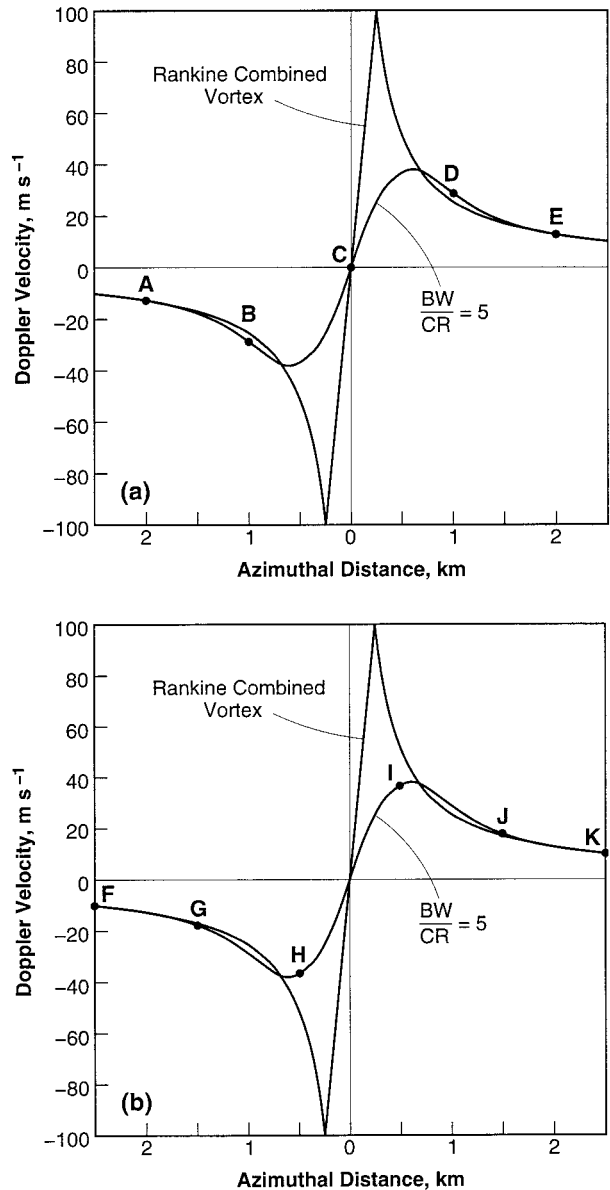 100
80
Rankine Combined
Vortex
60
40
D
20
E
C
0
A
B
BW
CR = 5
-20
-40
-60
-80
(a)
-100
Doppler Velocity, m s⁻¹
2 1 0 1 2
Azimuthal Distance, km
100
80
Rankine Combined
Vortex
60
40
I
20
J
K
0
F
G
H
BW
CR = 5
-20
-40
-60
-80
(b)
-100
Doppler Velocity, m s⁻¹
2 1 0 1 2
Azimuthal Distance, km